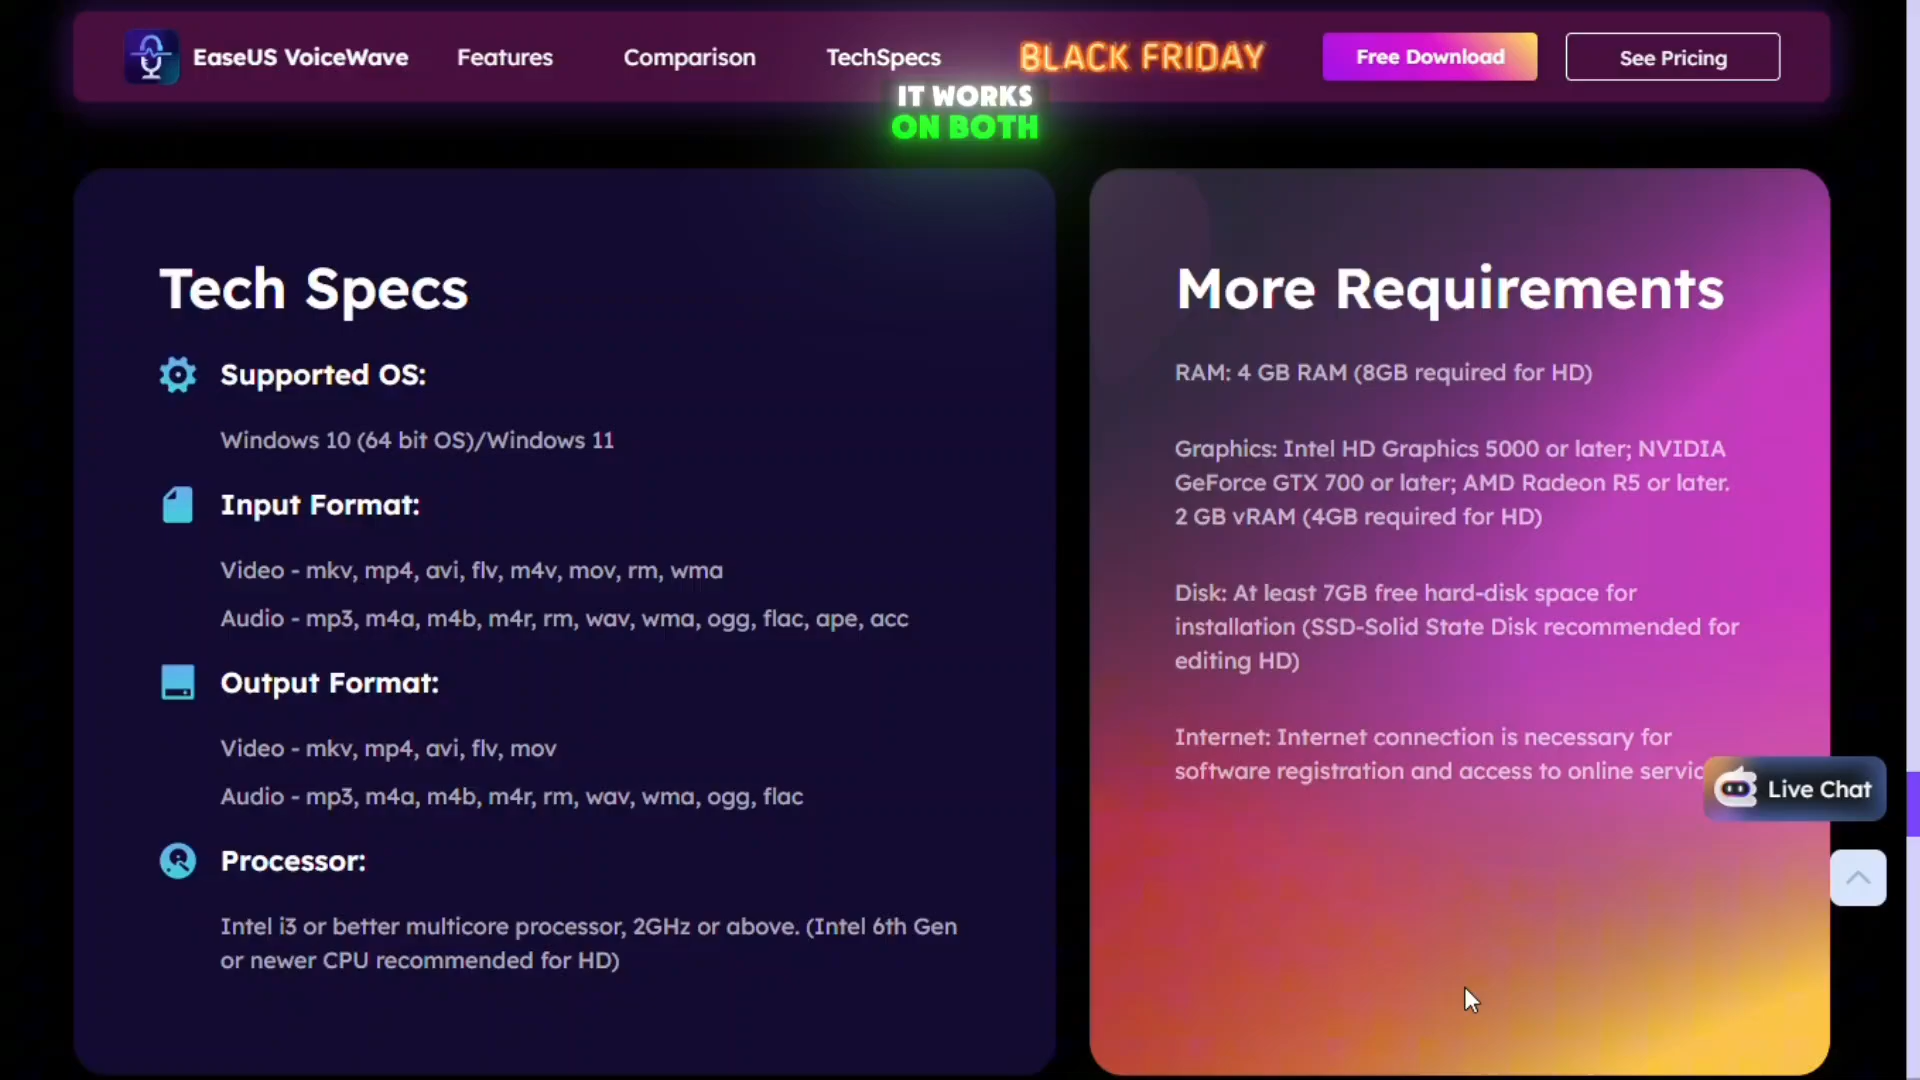 EaseUS VoiceWave
Features
Comparison
TechSpecs
BLACK FRIDAY
Free Download
See Pricing
IT WORKS
ON BOTH
Tech Specs
Supported OS:
Windows 10 (64 bit OS)/Windows 11
Input Format:
Video - mkv, mp4, avi, flv, m4v, mov, rm, wma
Audio - mp3, m4a, m4b, m4r, rm, wav, wma, ogg, flac, ape, acc
Output Format:
Video - mkv, mp4, avi, flv, mov
Audio - mp3, m4a, m4b, m4r, rm, wav, wma, ogg, flac
Processor:
Intel i3 or better multicore processor, 2GHz or above. (Intel 6th Gen
or newer CPU recommended for HD)
More Requirements
RAM: 4 GB RAM (8GB required for HD)
Graphics: Intel HD Graphics 5000 or later; NVIDIA
GeForce GTX 700 or later; AMD Radeon R5 or later.
2 GB vRAM (4GB required for HD)
Disk: At least 7GB free hard-disk space for
installation (SSD-Solid State Disk recommended for
editing HD)
Internet: Internet connection is necessary for
software registration and access to online servic
Live Chat